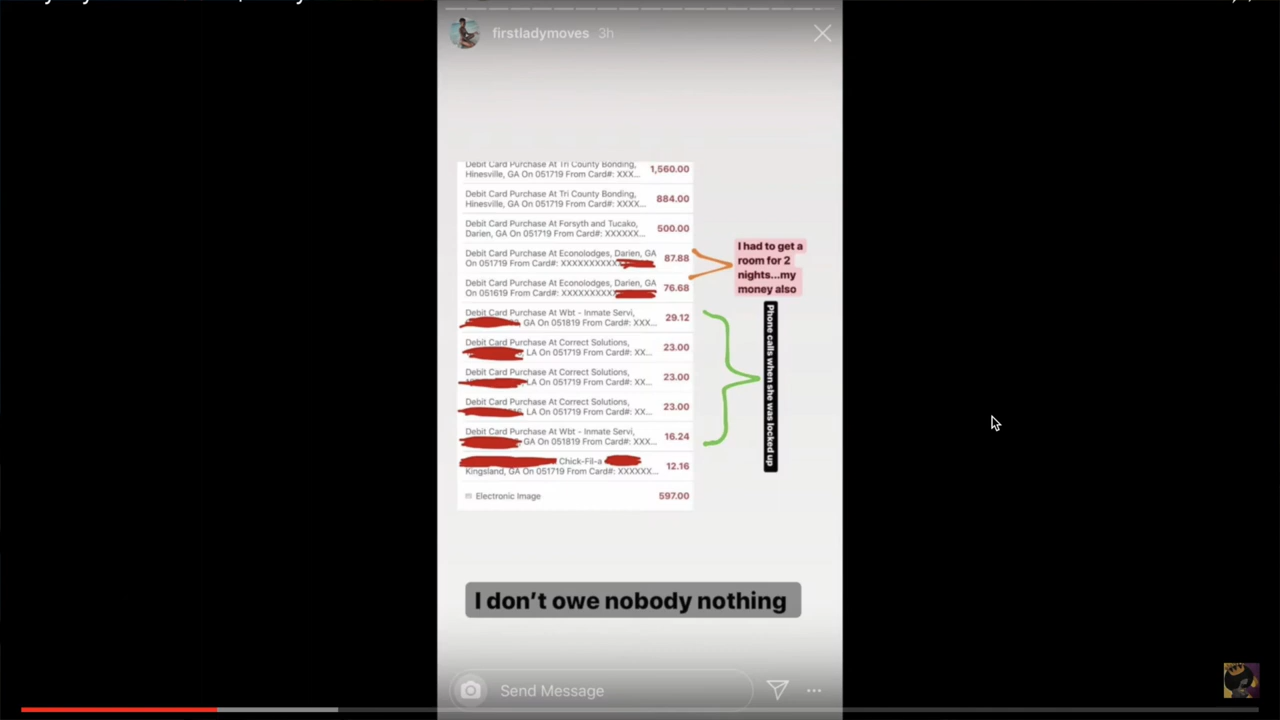 firstladymoves 3h
Debit Card Purchase At Tri County Bonding,
Hinesville, GA On 051719 From Card#: XXX... 1,560.00
Debit Card Purchase At Tri County Bonding,
Hinesville, GA On 051719 From Card#: XXXX... 884.00
Debit Card Purchase At Forsyth and Tucako,
Darien, GA On 051719 From Card#: XXXXXX... 500.00
Debit Card Purchase At Econolodges, Darien, GA
On 051719 From Card#: XXXXXXXXXX 87.88
Debit Card Purchase At Econolodges, Darien, GA
On 051619 From Card#: XXXXXXXXXX 76.68
I had to get a
room for 2
nights...my
money also
Debit Card Purchase At Wbt - Inmate Servi,
GA On 051819 From Card#: XXX... 29.12
Debit Card Purchase At Correct Solutions,
, LA On 051719 From Card#: XX... 23.00
Debit Card Purchase At Correct Solutions,
, LA On 051719 From Card#: XX... 23.00
Debit Card Purchase At Correct Solutions,
, LA On 051719 From Card#: XX... 23.00
Debit Card Purchase At Wbt - Inmate Servi,
GA On 051819 From Card#: XXX... 16.24
Phone calls when she was locked up
Chick-Fil-a
Kingsland, GA On 051719 From Card#: XXXXXX... 12.16
Electronic Image 597.00
I don't owe nobody nothing
Send Message